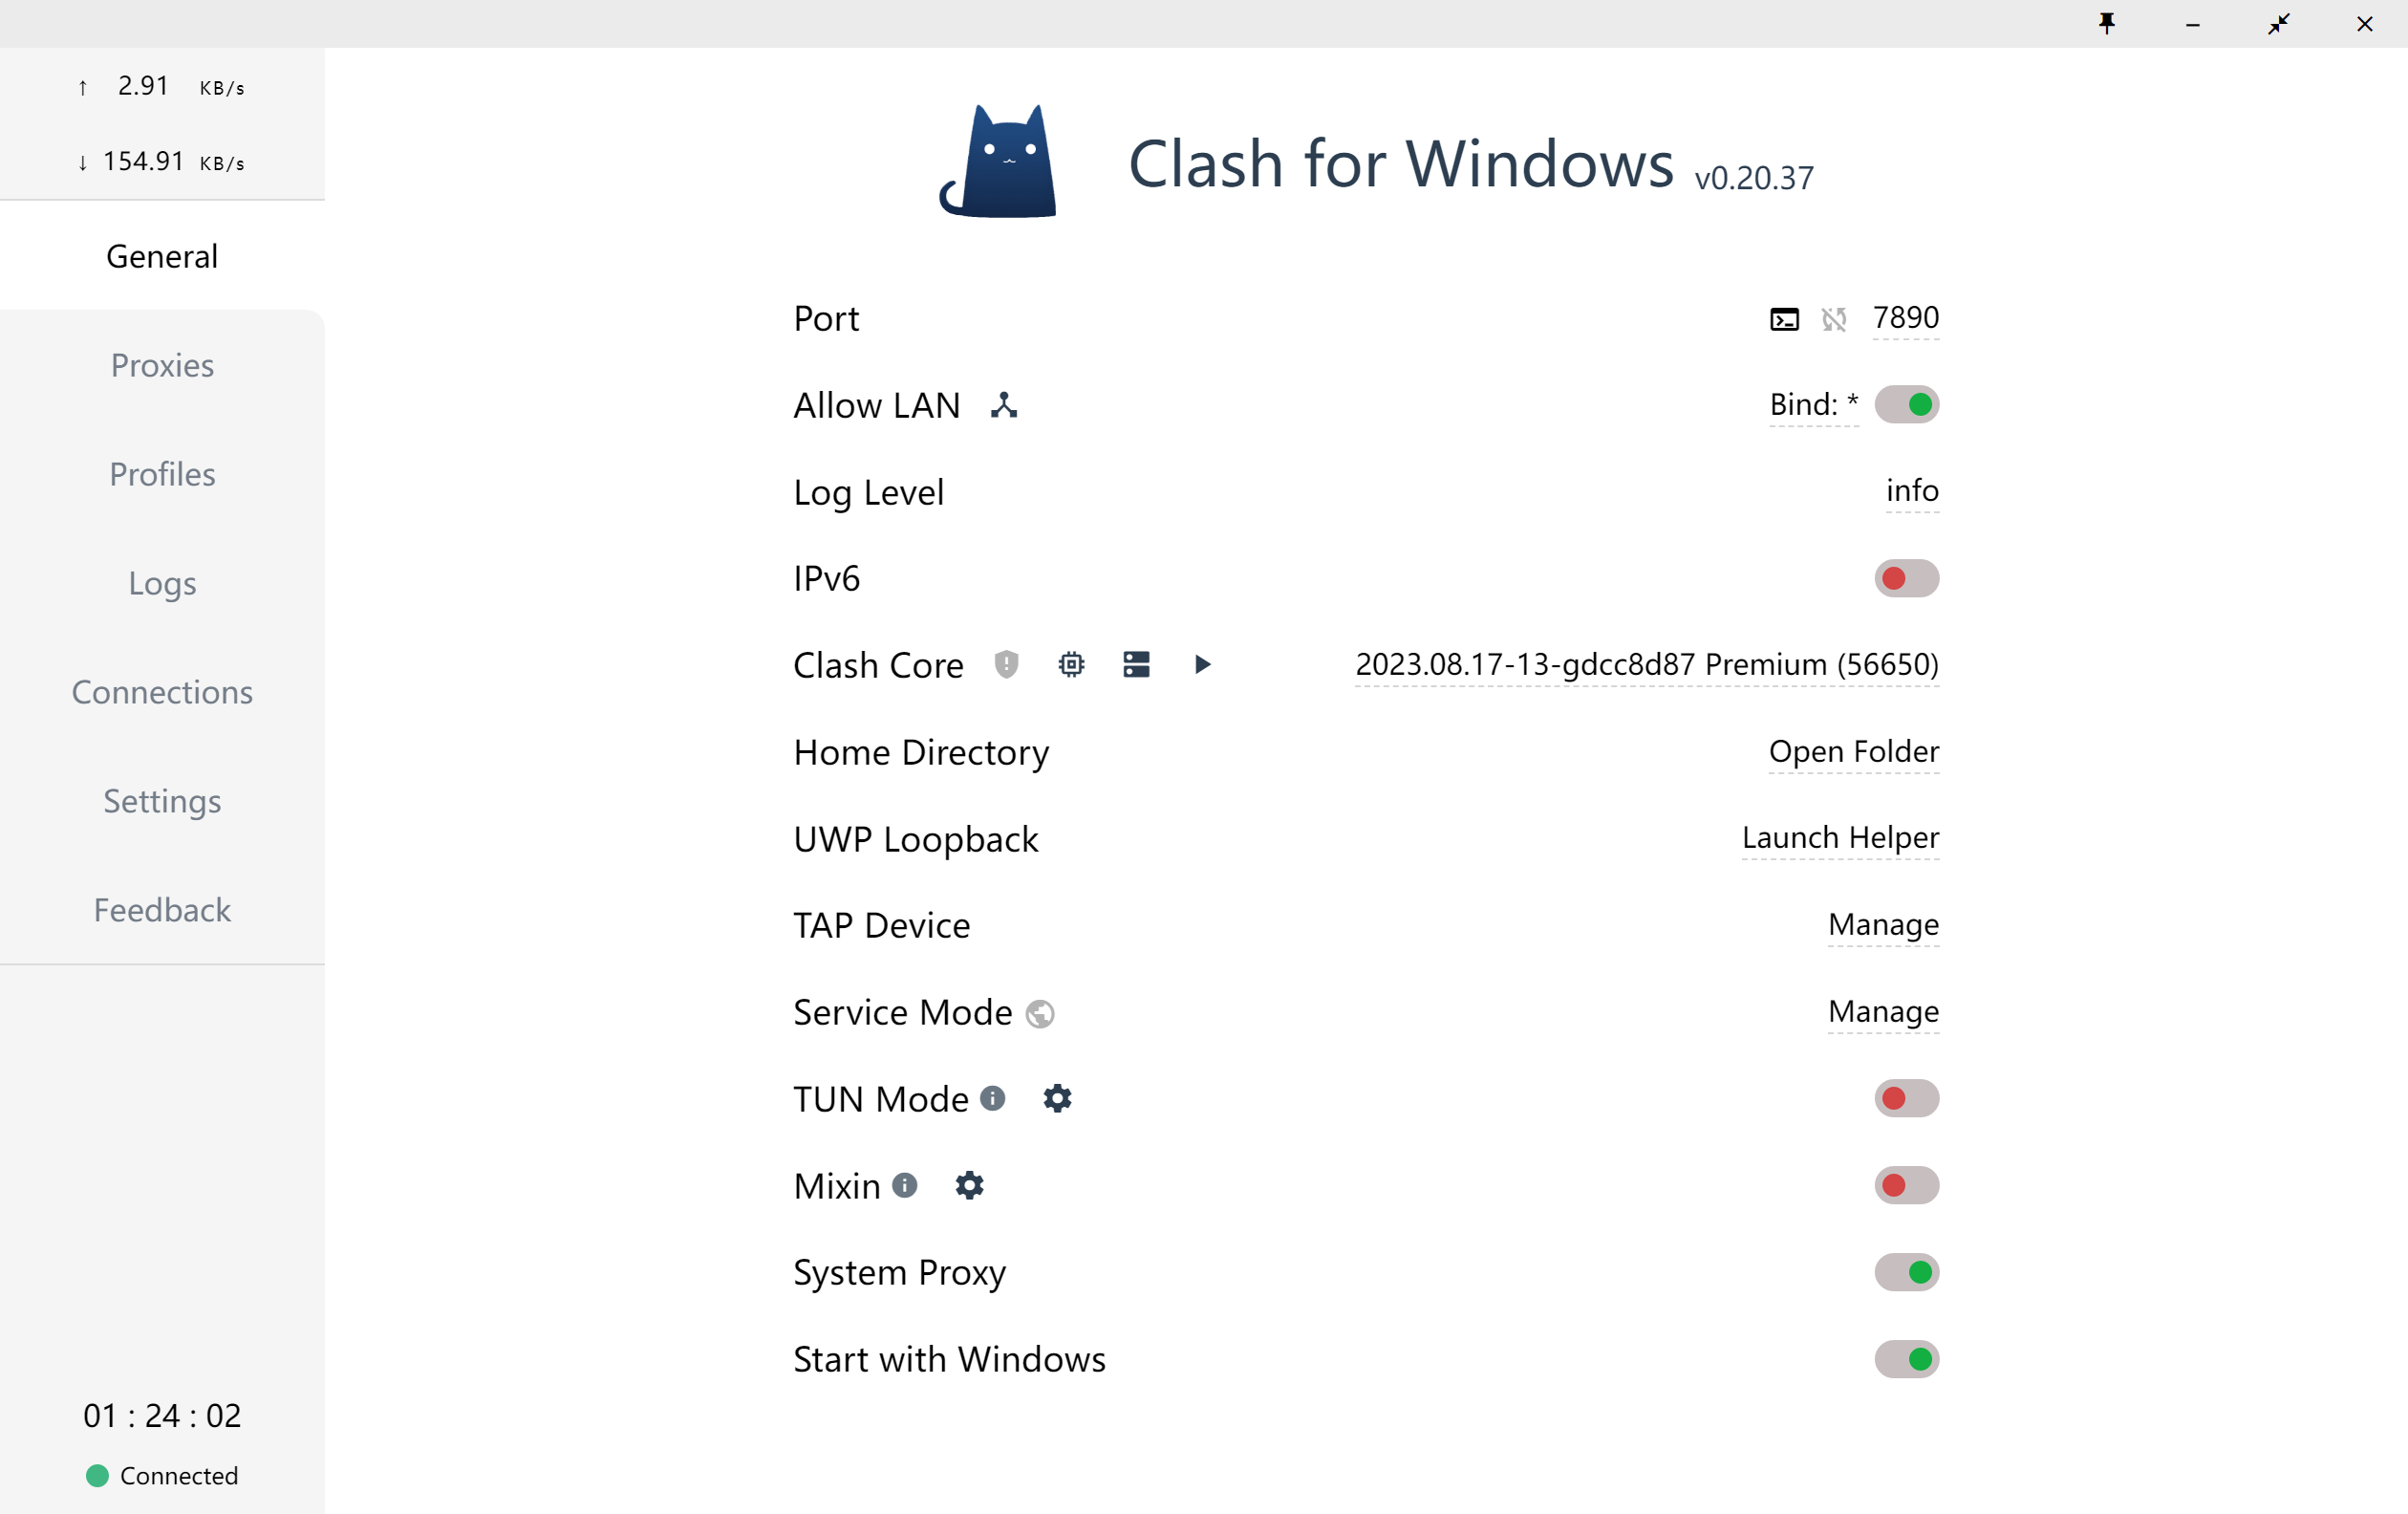 ↑ 2.91 KB/s
↓ 154.91 KB/s
General
Proxies
Profiles
Logs
Connections
Settings
Feedback
01 : 24 : 02
Connected
Clash for Windows v0.20.37
Port 7890
Allow LAN Bind: *
Log Level info
IPv6
Clash Core 2023.08.17-13-gdcc8d87 Premium (56650)
Home Directory Open Folder
UWP Loopback Launch Helper
TAP Device Manage
Service Mode Manage
TUN Mode
Mixin
System Proxy
Start with Windows